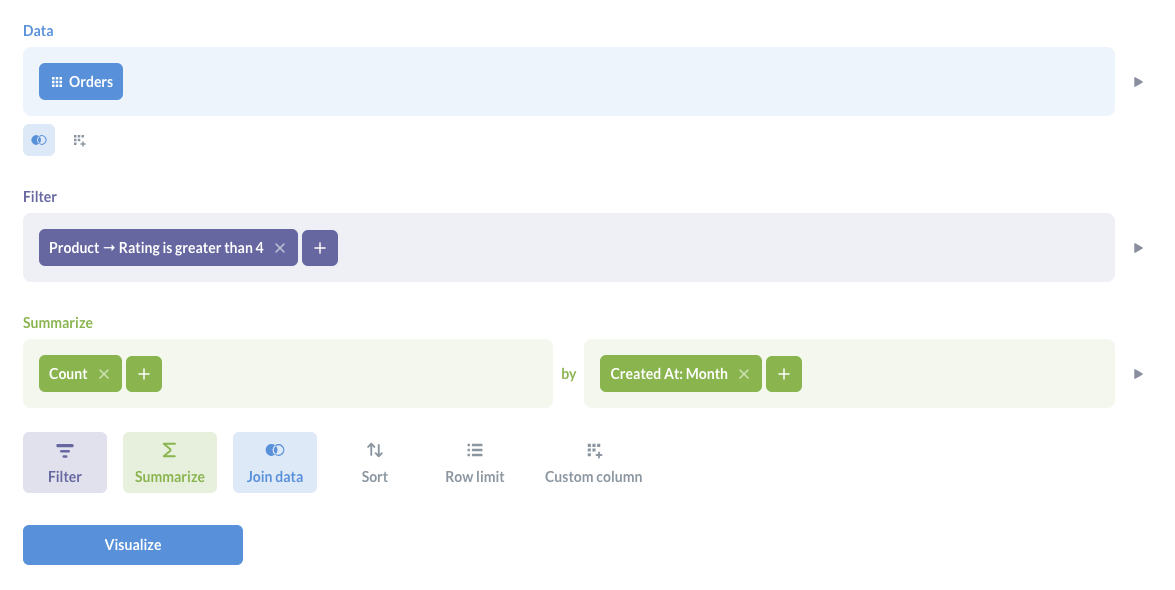 Data
Orders
Filter
Product → Rating is greater than 4
Summarize
Count by Created At: Month
Filter Summarize Join data Sort Row limit Custom column
Visualize